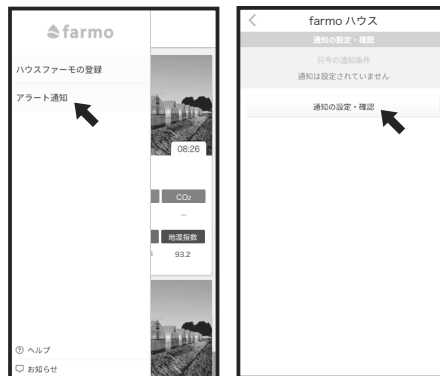 farmo
ハウスファーモの登録
アラート通知
08:26
CO₂
–
地湿指数
93.2
ヘルプ
お知らせ
farmo ハウス
通知の設定・確認
只今の通知条件
通知は設定されていません
通知の設定・確認